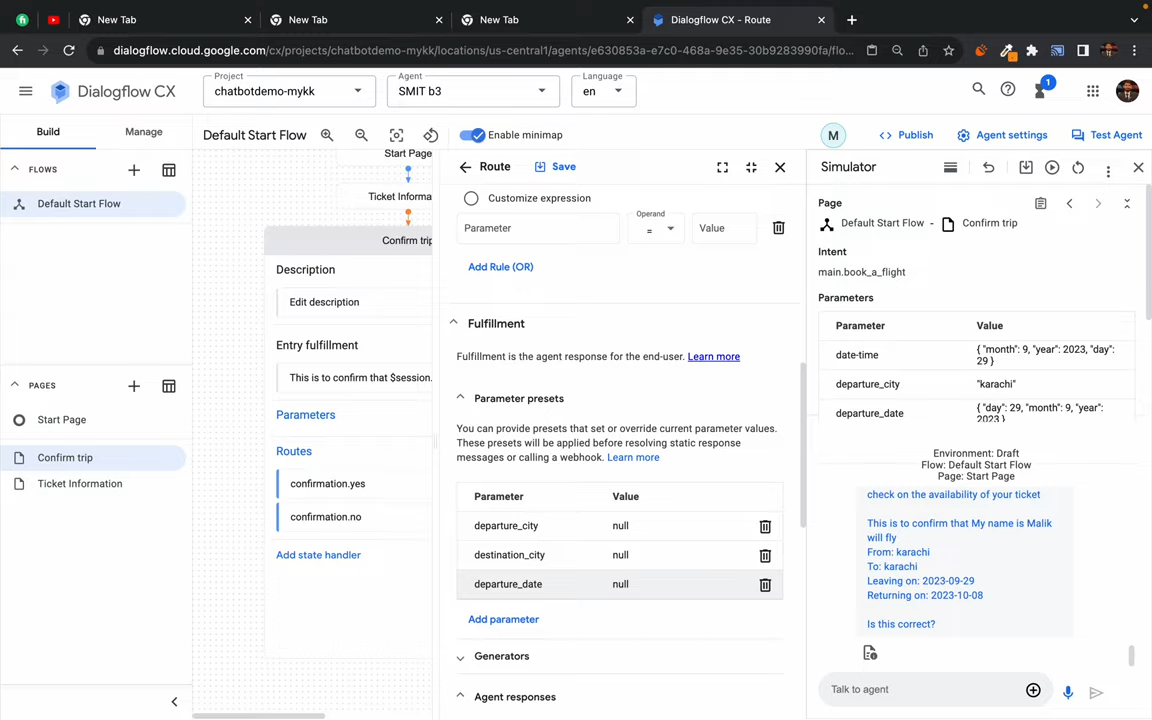 New Tab
New Tab
New Tab
Dialogflow CX - Route
dialogflow.cloud.google.com/cx/projects/chatbotdemo-mykk/locations/us-central1/agents/e630853a-e7c0-468a-9e35-30b9283990fa/flo...
Dialogflow CX
Project
chatbotdemo-mykk
Agent
SMIT b3
Language
en
1
Build
Manage
Default Start Flow
Enable minimap
M
Publish
Agent settings
Test Agent
FLOWS
Default Start Flow
PAGES
Start Page
Confirm trip
Ticket Information
Start Page
Ticket Informa
Confirm trip
Description
Edit description
Entry fulfillment
This is to confirm that $session.
Parameters
Routes
confirmation.yes
confirmation.no
Add state handler
Route
Save
Customize expression
Parameter
Operand
=
Value
Add Rule (OR)
Fulfillment
Fulfillment is the agent response for the end-user. Learn more
Parameter presets
You can provide presets that set or override current parameter values.
These presets will be applied before resolving static response
messages or calling a webhook. Learn more
Parameter Value
departure_city null
destination_city null
departure_date null
Add parameter
Generators
Agent responses
Simulator
Page
Default Start Flow - Confirm trip
Intent
main.book_a_flight
Parameters
Parameter Value
date-time { "month": 9, "year": 2023, "day":
29 }
departure_city "karachi"
departure_date { "day": 29, "month": 9, "year":
2023 }
Environment: Draft
Flow: Default Start Flow
Page: Start Page
check on the availability of your ticket
This is to confirm that My name is Malik
will fly
From: karachi
To: karachi
Leaving on: 2023-09-29
Returning on: 2023-10-08
Is this correct?
Talk to agent